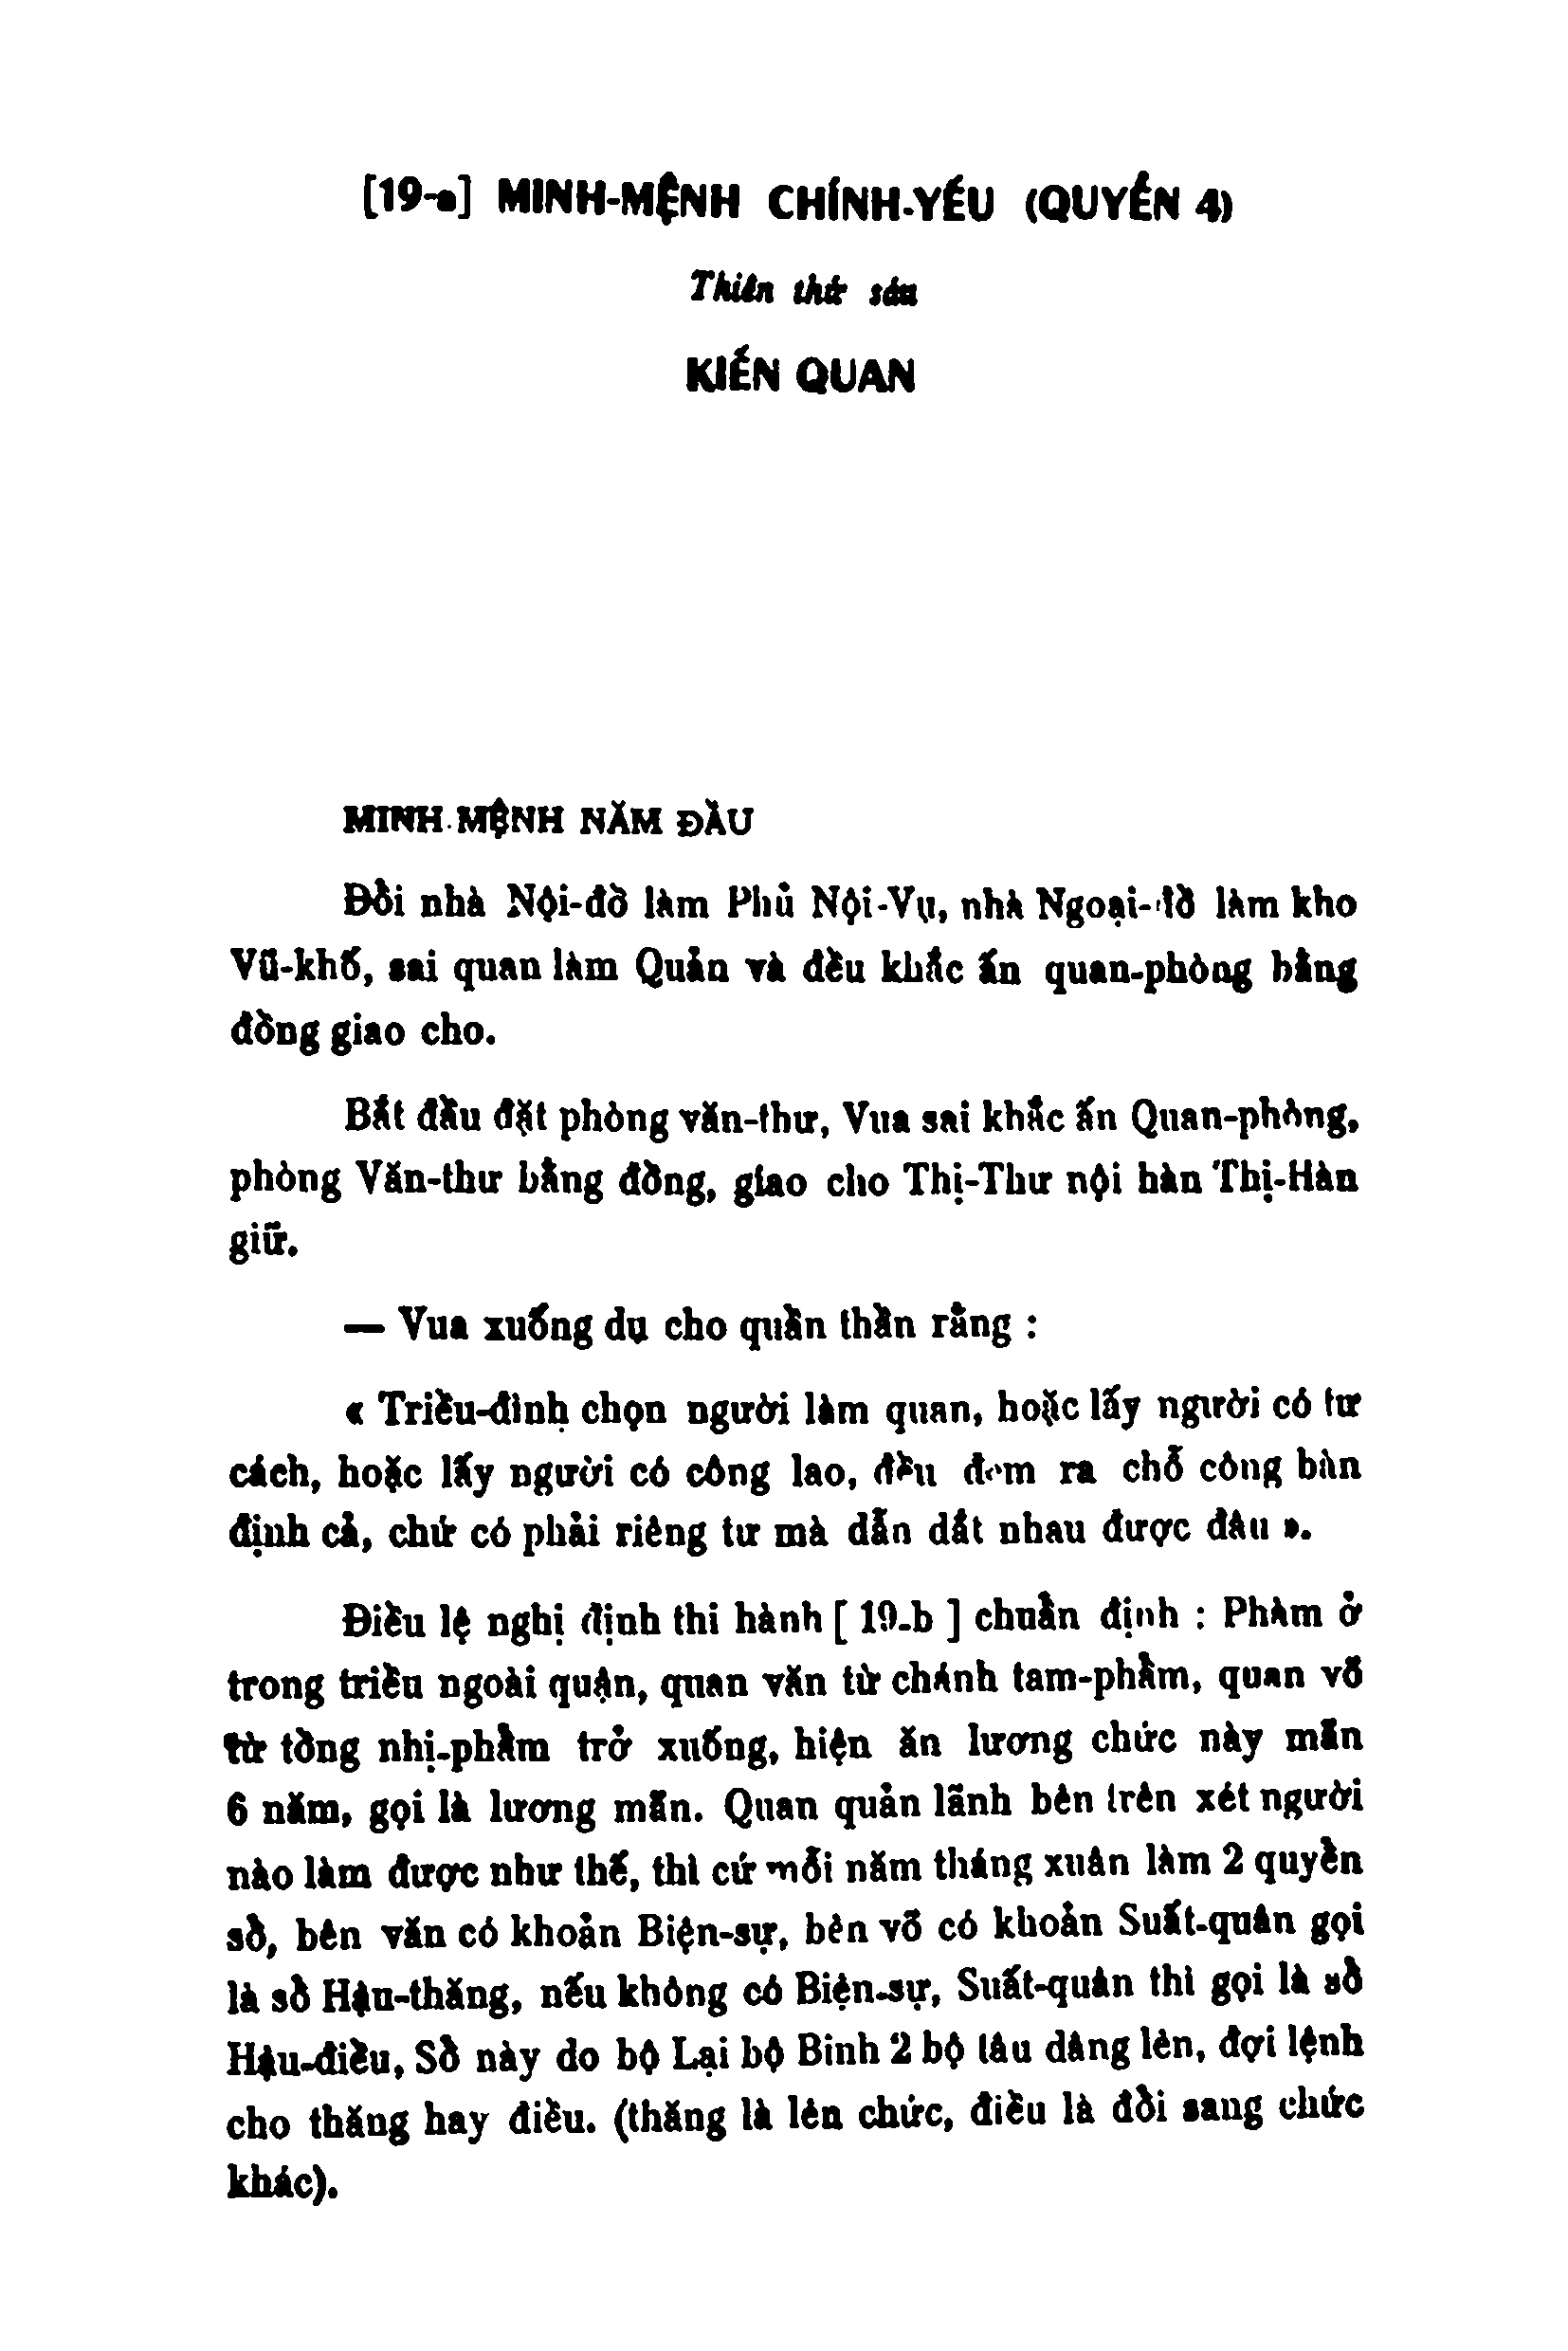 [19-a] MINH-MỆNH CHÍNH-YẾU (QUYỂN 4)
Thiên thứ sáu
KIẾN QUAN
MINH-MỆNH NĂM ĐẦU
Đổi nhà Nội-đồ làm Phủ Nội-Vụ, nhà Ngoại-đồ làm kho
Vũ-khố, sai quan làm Quản và đều khắc ấn quan-phòng bằng
đồng giao cho.
Bắt đầu đặt phòng văn-thư, Vua sai khắc ấn Quan-phòng,
phòng Văn-thư bằng đồng, giao cho Thị-Thư nội hàn Thị-Hàn
giữ.
— Vua xuống dụ cho quần thần rằng :
« Triều-đình chọn người làm quan, hoặc lấy người có tư
cách, hoặc lấy người có công lao, đều đem ra chỗ công bàn
định cả, chứ có phải riêng tư mà dẫn dắt nhau được đâu ».
Điều lệ nghị định thi hành [ 19-b ] chuẩn định : Phàm ở
trong triều ngoài quận, quan văn từ chánh tam-phẩm, quan võ
từ tòng nhị-phẩm trở xuống, hiện ăn lương chức này mãn
6 năm, gọi là lương mãn. Quan quản lãnh bên trên xét người
nào làm được như thế, thì cứ mỗi năm tháng xuân làm 2 quyển
sổ, bên văn có khoản Biện-sự, bên võ có khoản Suất-quân gọi
là sổ Hậu-thăng, nếu không có Biện-sự, Suất-quân thì gọi là sổ
Hậu-điều, Sổ này do bộ Lại bộ Binh 2 bộ tâu dâng lên, đợi lệnh
cho thăng hay điều. (thăng là lên chức, điều là đổi sang chức
khác).